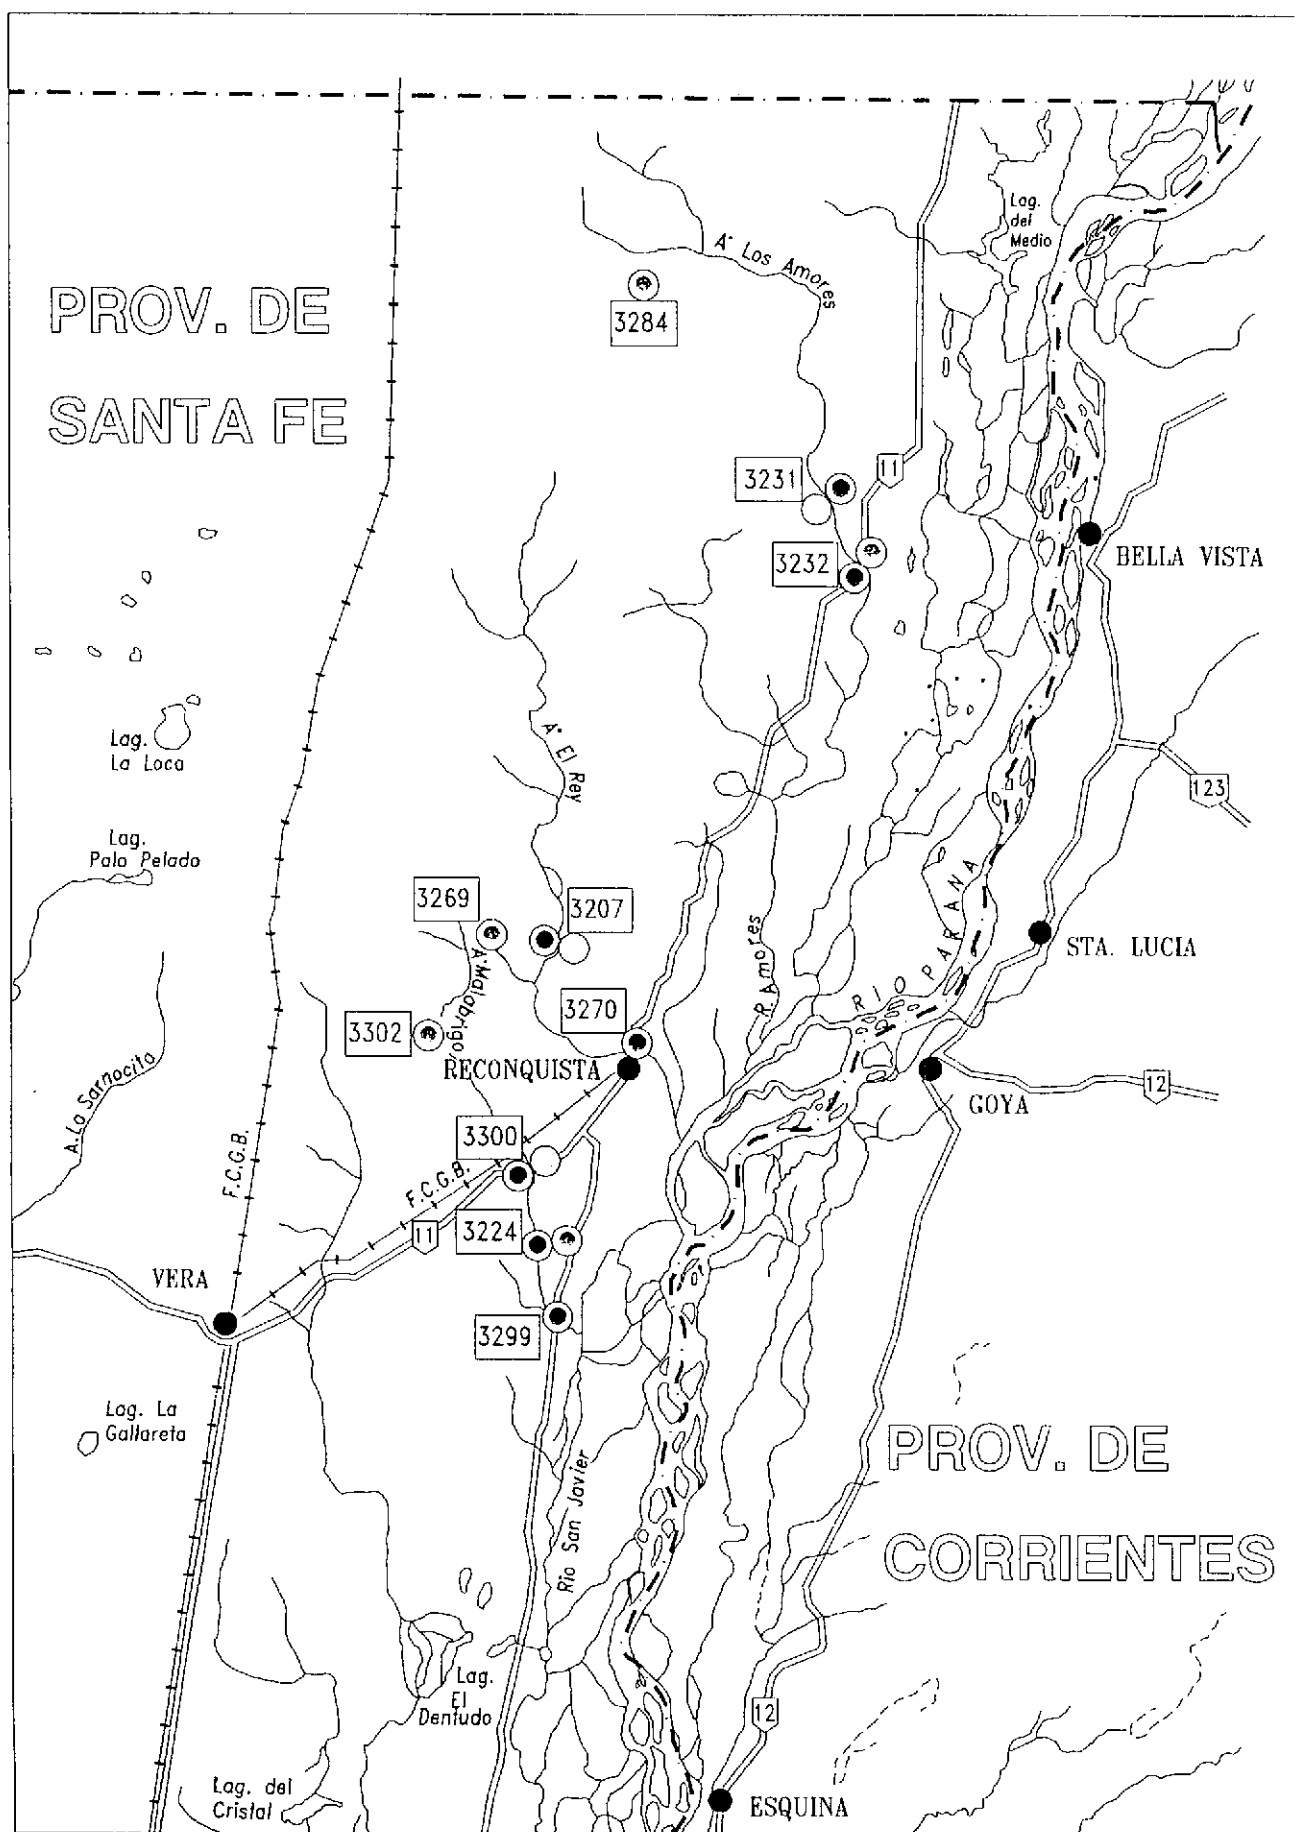 Lag.
del
Medio
A° Los Amores
3284
PROV. DE
SANTA FE
3231
11
3232
BELLA VISTA
Lag.
La Loca
A° El Rey
123
Lag.
Palo Pelado
3269
3207
RIO PARANA
R. Amores
STA. LUCIA
A° Malabrigo
3270
3302
RECONQUISTA
A. La Sarnocita
GOYA
12
3300
F.C.G.B.
F.C.G.B.
11
3224
VERA
3299
Lag. La
Gallareta
PROV. DE
CORRIENTES
Rio San Javier
Lag.
El
Dentudo
12
Lag. del
Cristal
ESQUINA